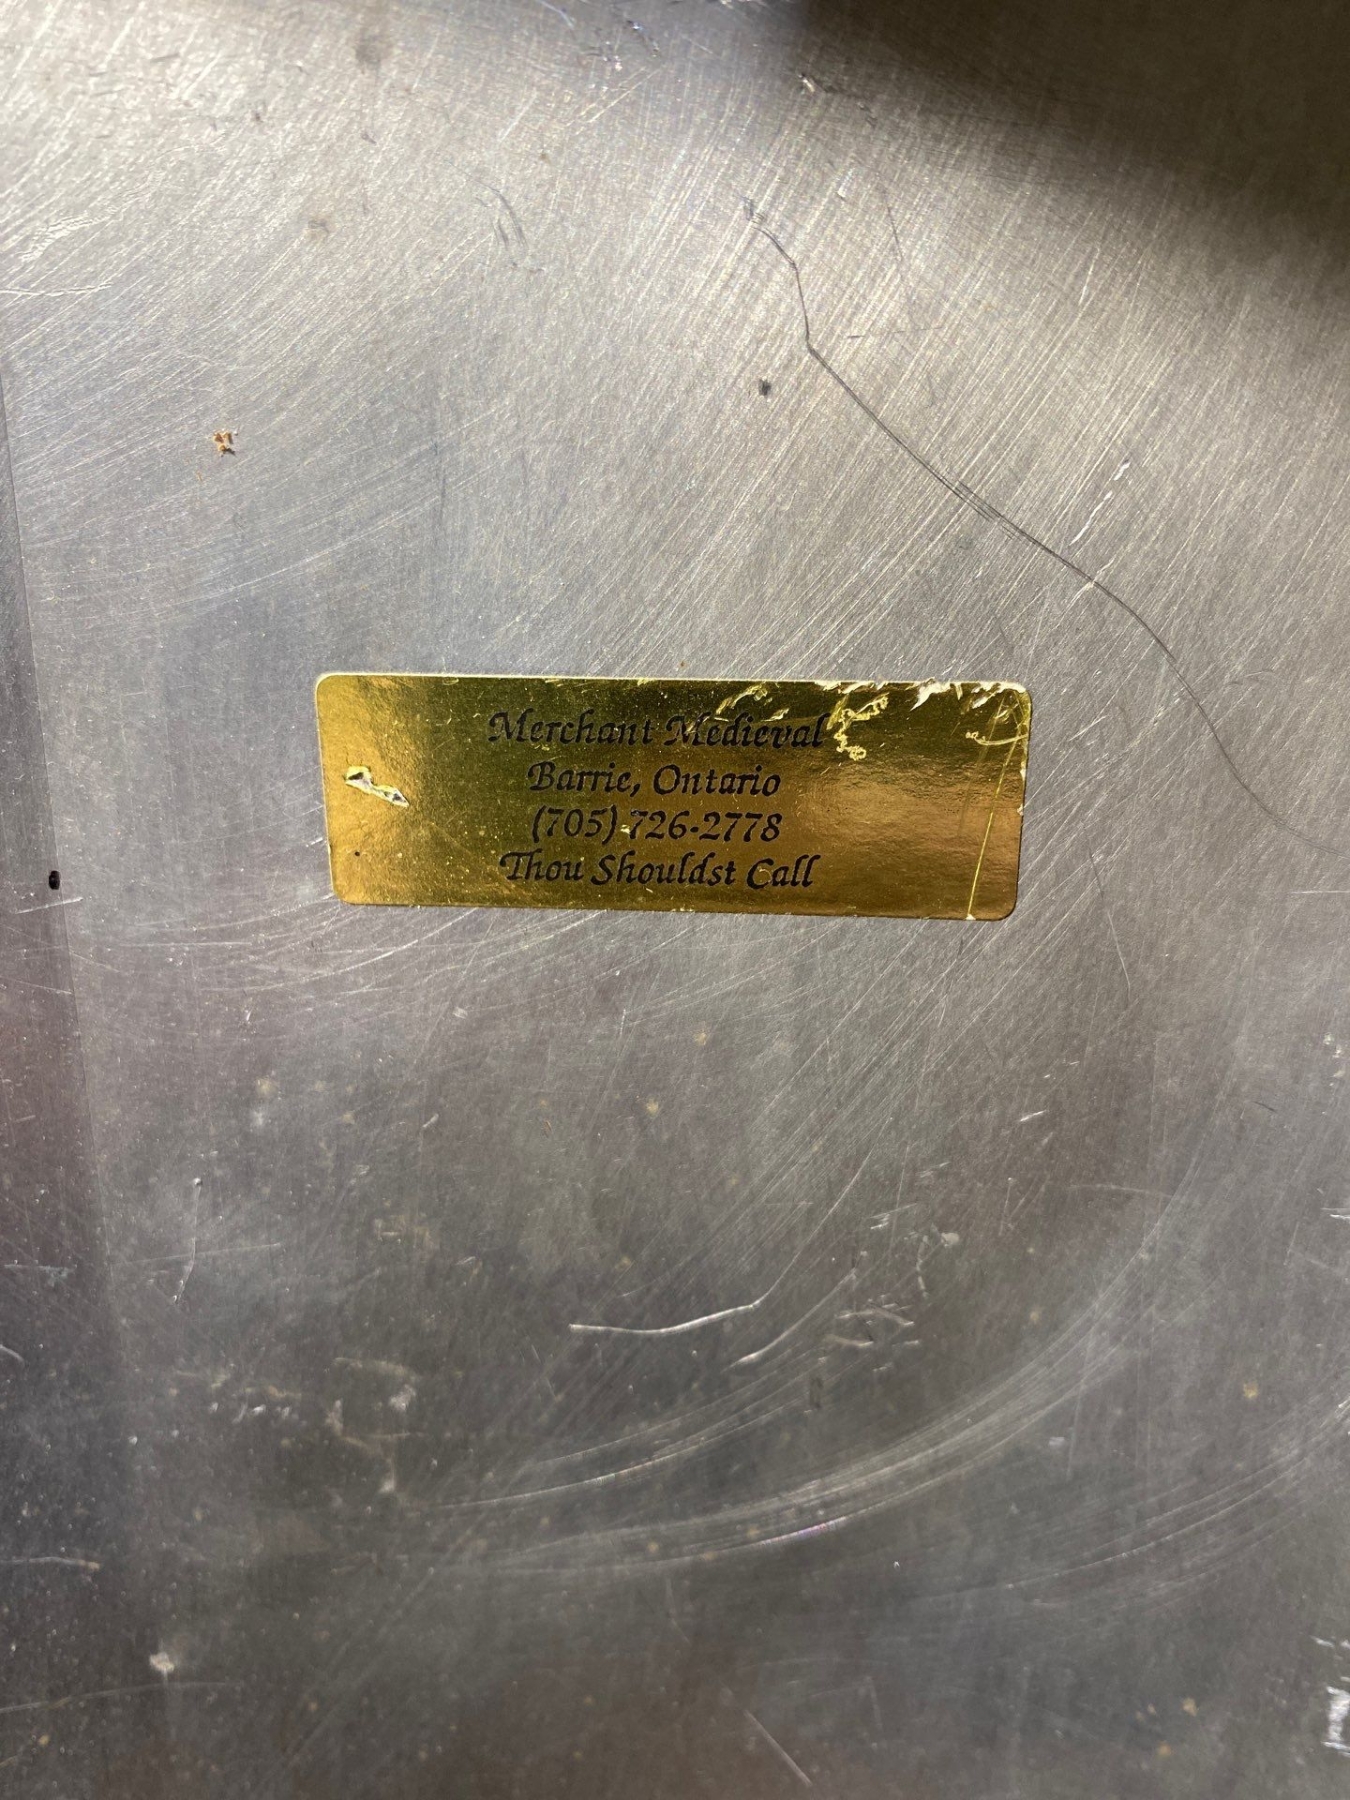 Merchant Medieval
Barrie, Ontario
(705) 726-2778
Thou Shouldst Call